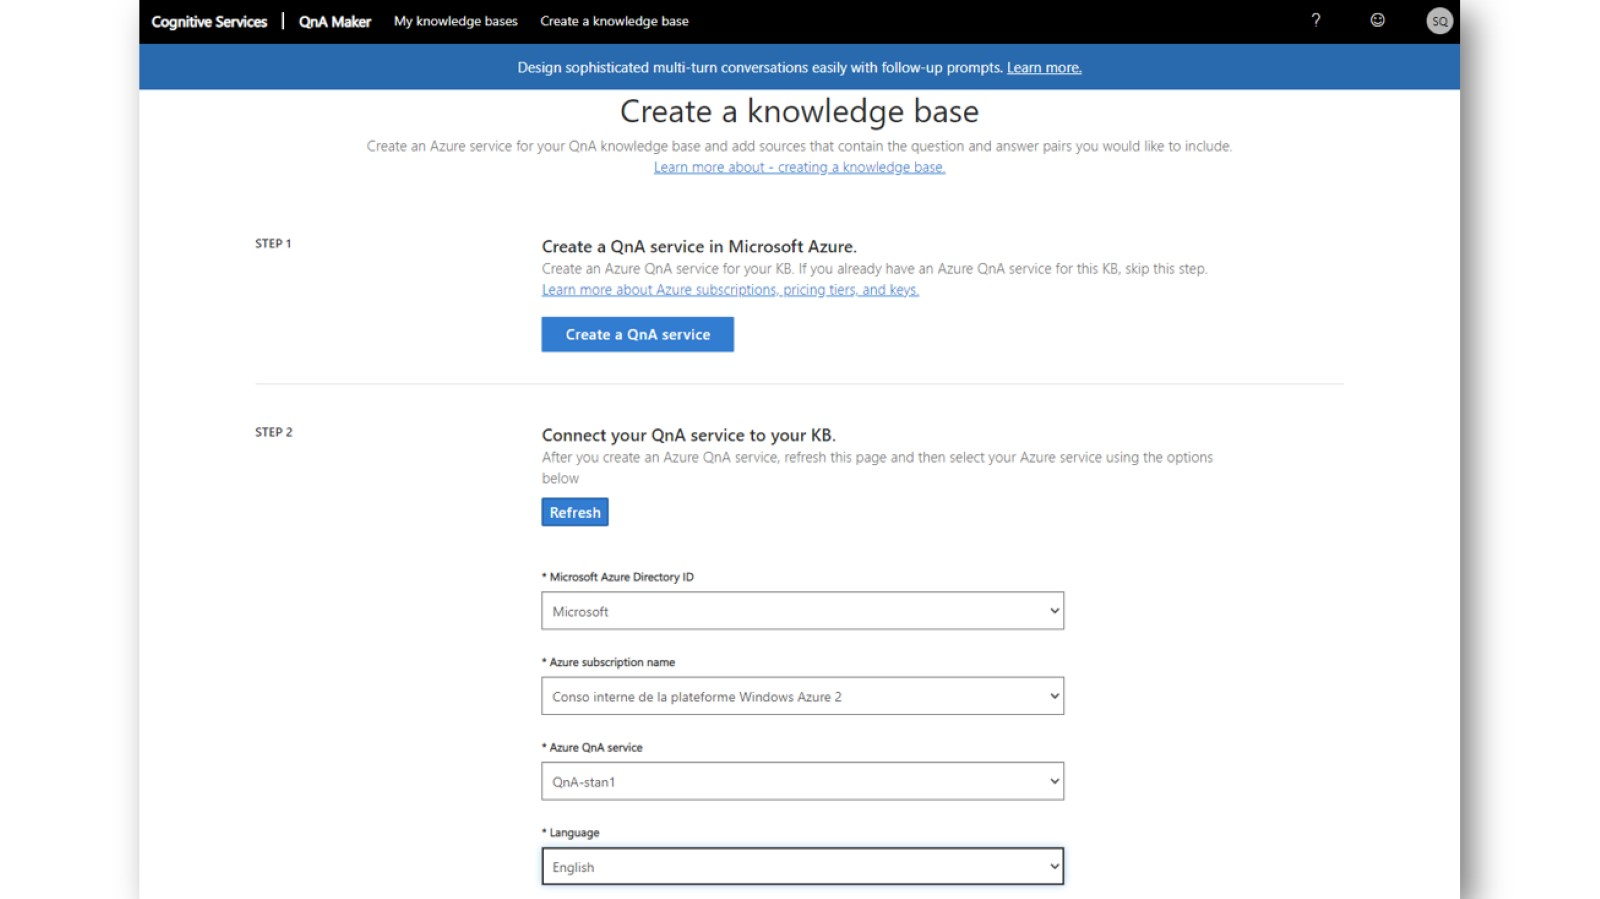 Cognitive Services | QnA Maker My knowledge bases Create a knowledge base ? SQ
Design sophisticated multi-turn conversations easily with follow-up prompts. Learn more.
Create a knowledge base
Create an Azure service for your QnA knowledge base and add sources that contain the question and answer pairs you would like to include.
Learn more about - creating a knowledge base.
STEP 1
Create a QnA service in Microsoft Azure.
Create an Azure QnA service for your KB. If you already have an Azure QnA service for this KB, skip this step.
Learn more about Azure subscriptions, pricing tiers, and keys.
Create a QnA service
STEP 2
Connect your QnA service to your KB.
After you create an Azure QnA service, refresh this page and then select your Azure service using the options
below
Refresh
* Microsoft Azure Directory ID
Microsoft
* Azure subscription name
Conso interne de la plateforme Windows Azure 2
* Azure QnA service
QnA-stan1
* Language
English